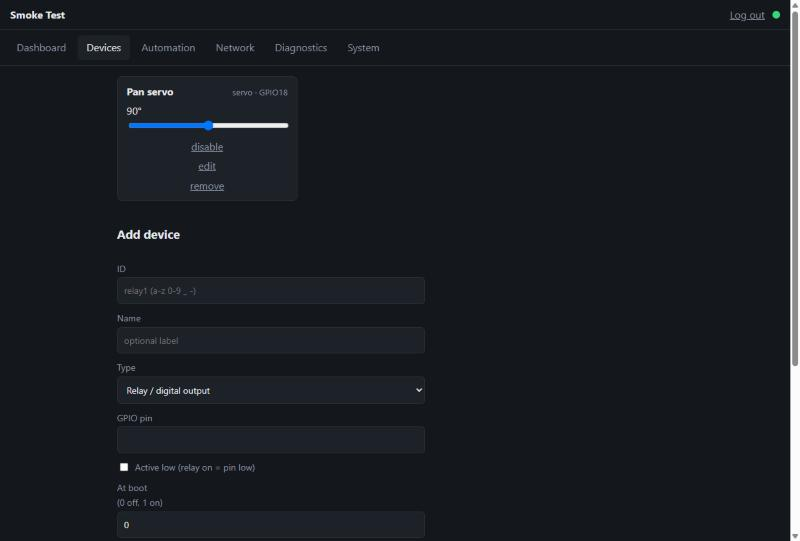 Smoke Test
Log out
Dashboard Devices Automation Network Diagnostics System
Pan servo servo · GPIO18
90°
disable
edit
remove
Add device
ID
relay1 (a-z 0-9 _ -)
Name
optional label
Type
Relay / digital output
GPIO pin
Active low (relay on = pin low)
At boot
(0 off, 1 on)
0